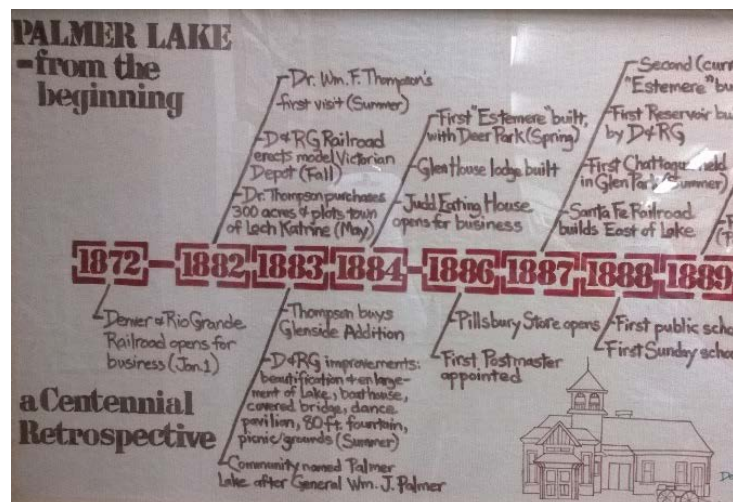 PALMER LAKE
-from the
beginning
Dr. Wm. F. Thompson's
first visit (Summer)
D&RG Railroad
erects model Victorian
Depot (Fall)
Dr. Thompson purchases
300 acres & plots town
of Loch Katrine (May)
First "Estemere" built,
with Deer Park (Spring)
Glen House lodge built
Judd Eating House
opens for business
Second (curr
"Estemere" bu
First Reservoir bu
by D&RG
First Chattaqua held
in Glen Park (Summer)
Santa Fe Railroad
builds East of Lake
1872 - 1882 1883 1884 - 1886 1887 1888 1889
Denver & Rio Grande
Railroad opens for
business (Jan. 1)
Thompson buys
Glenside Addition
D&RG improvements:
beautification & enlarge-
ment of Lake, boathouse,
covered bridge, dance
pavilion, 80 ft. fountain,
picnic grounds (Summer)
Community named Palmer
Lake after General Wm. J. Palmer
Pillsbury Store opens
First Postmaster
appointed
First public scho
First Sunday scho
a Centennial
Retrospective